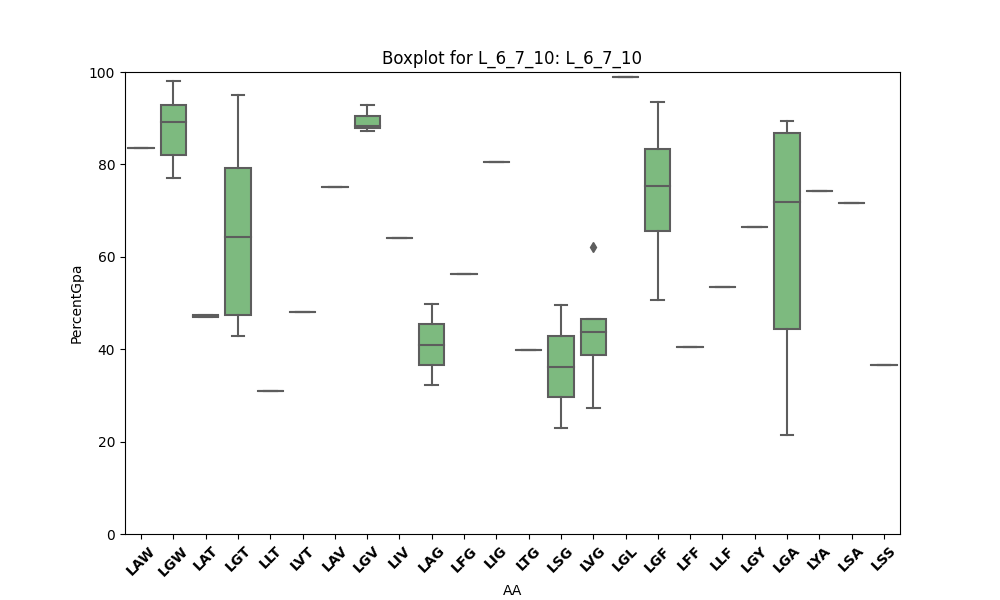 Boxplot for L_6_7_10: L_6_7_10
100
80
60
40
20
0
PercentGpa
LAW LGW LAT LGT LLT LVT LAV LGV LIV LAG LFG LIG LTG LSG LVG LGL LGF LFF LLF LGY LGA LYA LSA LSS
AA